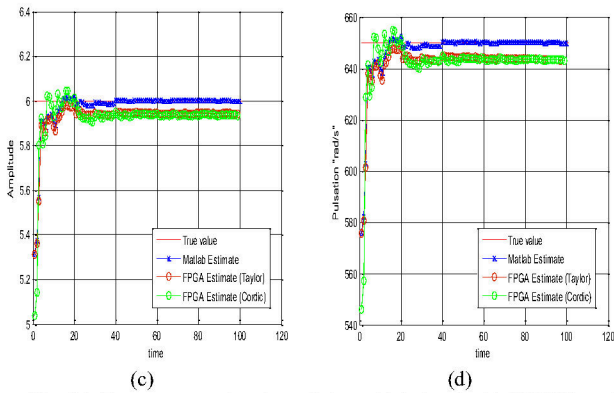 6.4
6.2
6
5.8
5.6
5.4
5.2
5
Amplitude
0
20
40
60
80
100
120
time
True value
Matlab Estimate
FPGA Estimate (Taylor)
FPGA Estimate (Cordic)
(c)
660
640
620
600
580
560
540
Pulsation "rad/s"
0
20
40
60
80
100
120
time
True value
Matlab Estimate
FPGA Estimate (Taylor)
FPGA Estimate (Cordic)
(d)